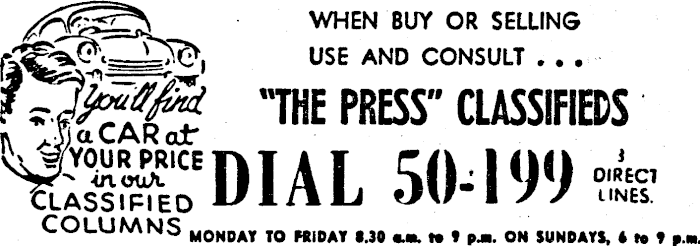 You'll find
a CAR at
YOUR PRICE
in our
CLASSIFIED
COLUMNS
WHEN BUY OR SELLING
USE AND CONSULT . . .
"THE PRESS" CLASSIFIEDS
DIAL 50-199
3
DIRECT
LINES.
MONDAY TO FRIDAY 8.30 a.m. to 9 p.m. ON SUNDAYS, 6 to 9 p.m.